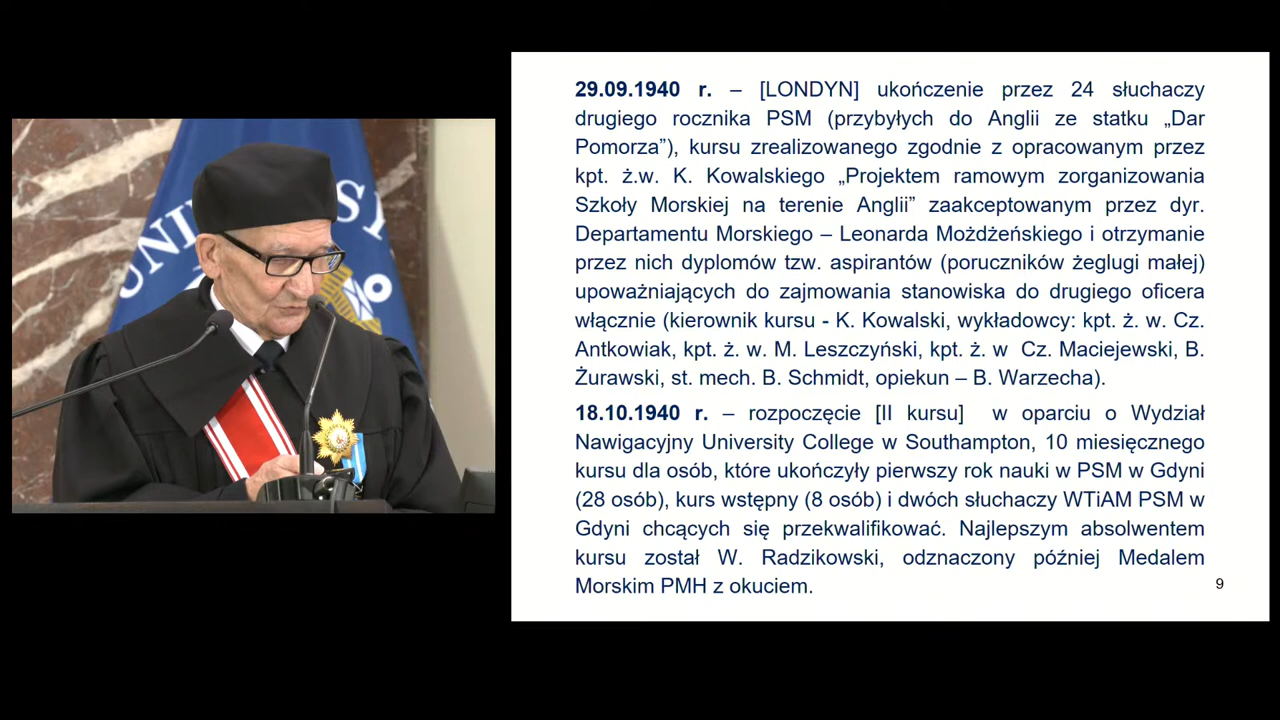 UNI
SY
29.09.1940 r. – [LONDYN] ukończenie przez 24 słuchaczy
drugiego rocznika PSM (przybyłych do Anglii ze statku „Dar
Pomorza”), kursu zrealizowanego zgodnie z opracowanym przez
kpt. ż.w. K. Kowalskiego „Projektem ramowym zorganizowania
Szkoły Morskiej na terenie Anglii” zaakceptowanym przez dyr.
Departamentu Morskiego – Leonarda Możdżeńskiego i otrzymanie
przez nich dyplomów tzw. aspirantów (poruczników żeglugi małej)
upoważniających do zajmowania stanowiska do drugiego oficera
włącznie (kierownik kursu - K. Kowalski, wykładowcy: kpt. ż. w. Cz.
Antkowiak, kpt. ż. w. M. Leszczyński, kpt. ż. w Cz. Maciejewski, B.
Żurawski, st. mech. B. Schmidt, opiekun – B. Warzecha).
18.10.1940 r. – rozpoczęcie [II kursu] w oparciu o Wydział
Nawigacyjny University College w Southampton, 10 miesięcznego
kursu dla osób, które ukończyły pierwszy rok nauki w PSM w Gdyni
(28 osób), kurs wstępny (8 osób) i dwóch słuchaczy WTiAM PSM w
Gdyni chcących się przekwalifikować. Najlepszym absolwentem
kursu został W. Radzikowski, odznaczony później Medalem
Morskim PMH z okuciem.
9